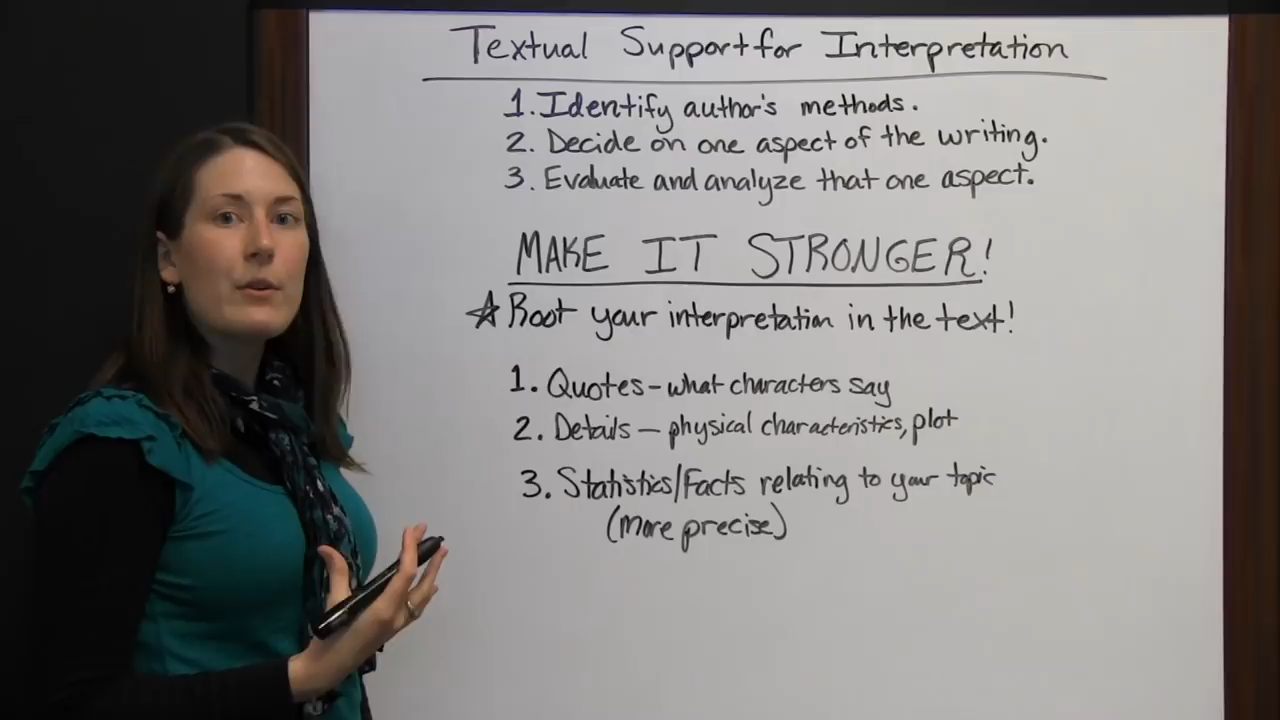 Textual Support for Interpretation
1. Identify author's methods.
2. Decide on one aspect of the writing.
3. Evaluate and analyze that one aspect.
MAKE IT STRONGER!
☆ Root your interpretation in the text!
1. Quotes – what characters say
2. Details – physical characteristics, plot
3. Statistics/Facts relating to your topic
(more precise)